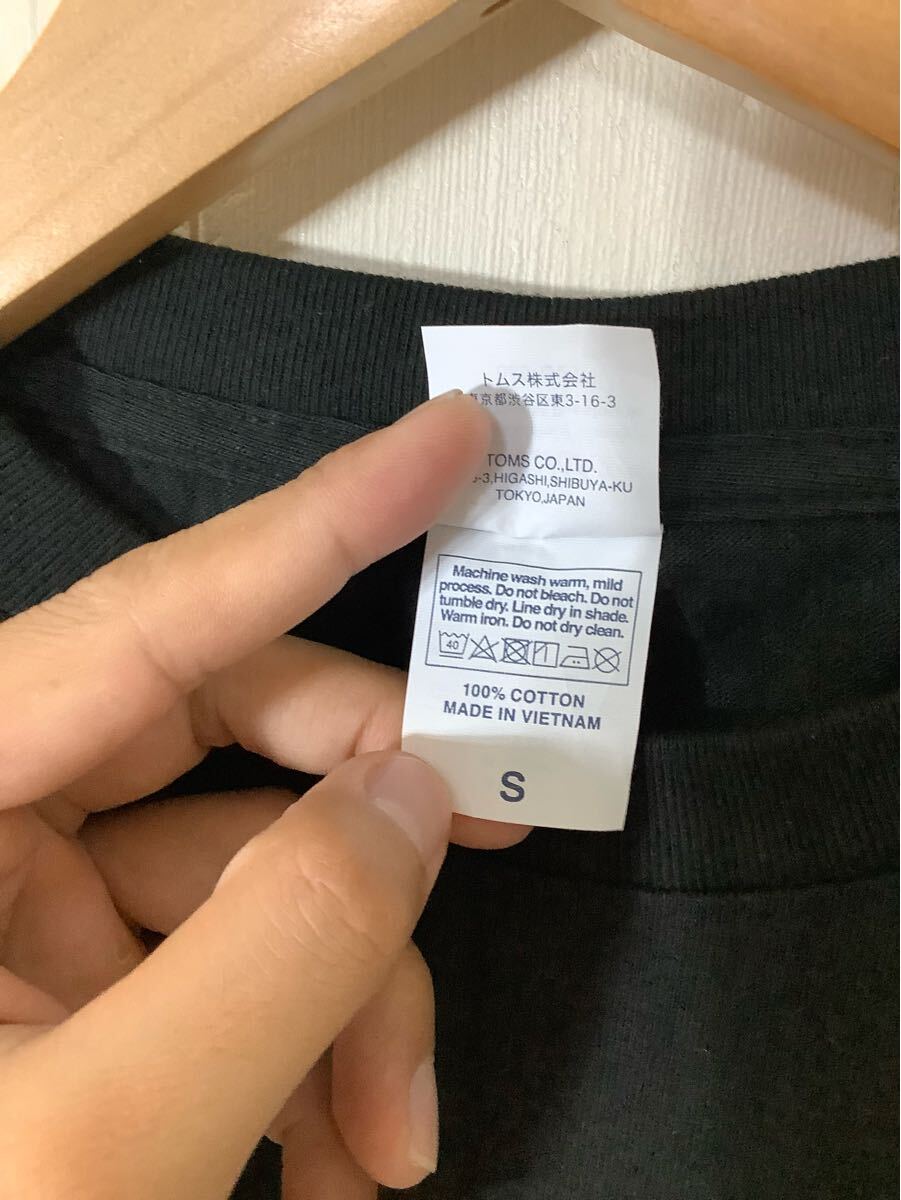 トムス株式会社
京都渋谷区東3-16-3
TOMS CO.,LTD.
-3,HIGASHI,SHIBUYA-KU
TOKYO,JAPAN
Machine wash warm, mild
process. Do not bleach. Do not
tumble dry. Line dry in shade.
Warm iron. Do not dry clean.
40
100% COTTON
MADE IN VIETNAM
S